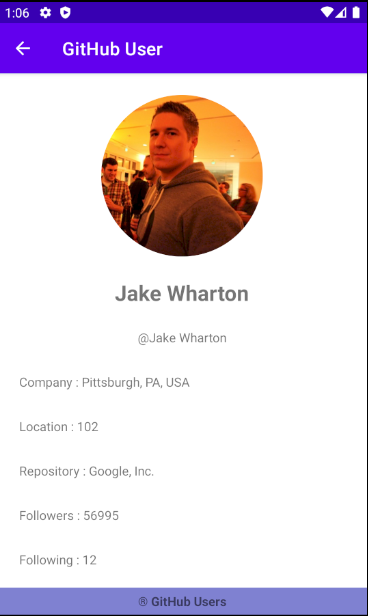 1:06
GitHub User
Jake Wharton
@Jake Wharton
Company : Pittsburgh, PA, USA
Location : 102
Repository : Google, Inc.
Followers : 56995
Following : 12
® GitHub Users